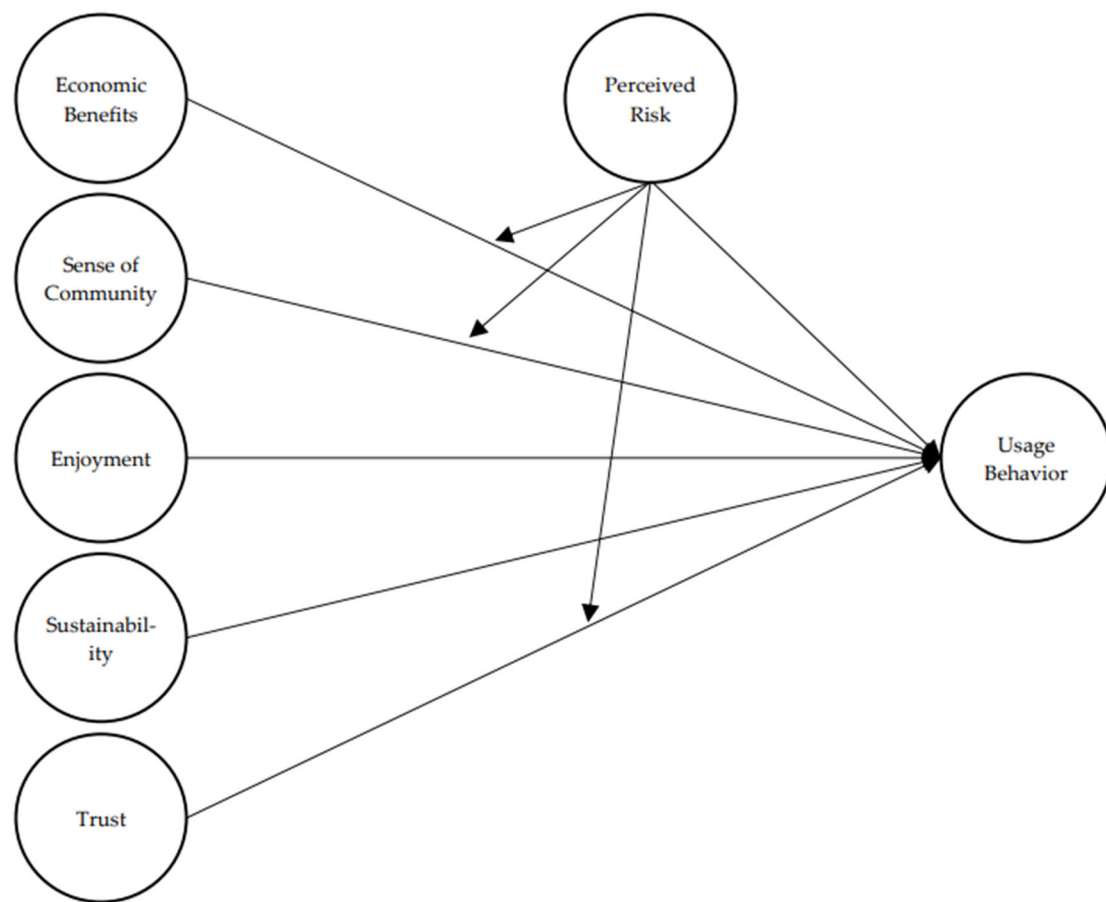 Economic
Benefits
Perceived
Risk
Sense of
Community
Enjoyment
Usage
Behavior
Sustainabil-
ity
Trust